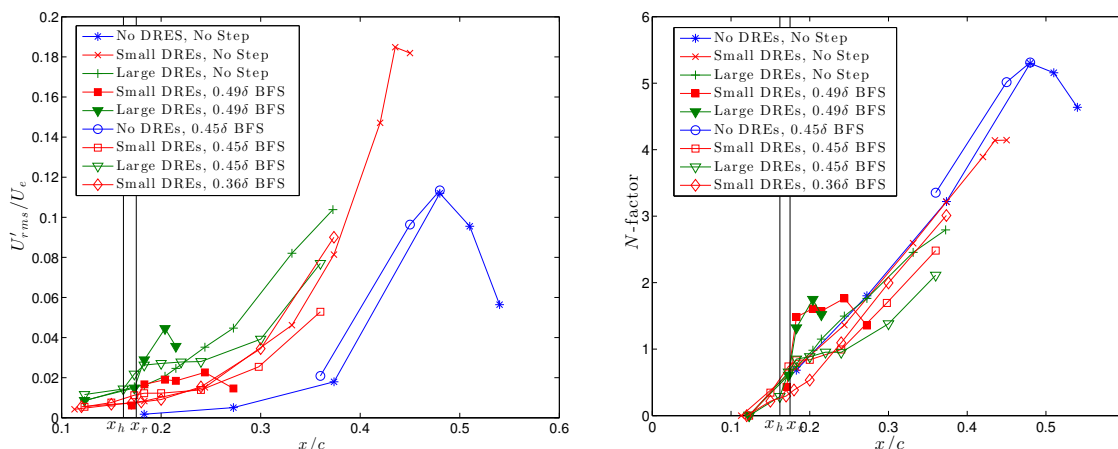 0.2
0.18
0.16
0.14
0.12
0.1
0.08
0.06
0.04
0.02
0
U'rms/Ue
No DRES, No Step
Small DREs, No Step
Large DREs, No Step
Small DREs, 0.49δ BFS
Large DREs, 0.49δ BFS
No DREs, 0.45δ BFS
Small DREs, 0.45δ BFS
Large DREs, 0.45δ BFS
Small DREs, 0.36δ BFS
0.1 0.2 0.3 0.4 0.5 0.6
xh xr
x/c
6
5
4
3
2
1
0
N-factor
No DREs, No Step
Small DREs, No Step
Large DREs, No Step
Small DREs, 0.49δ BFS
Large DREs, 0.49δ BFS
No DREs, 0.45δ BFS
Small DREs, 0.45δ BFS
Large DREs, 0.45δ BFS
Small DREs, 0.36δ BFS
0 0.1 0.2 0.3 0.4 0.5
xh xr
x/c